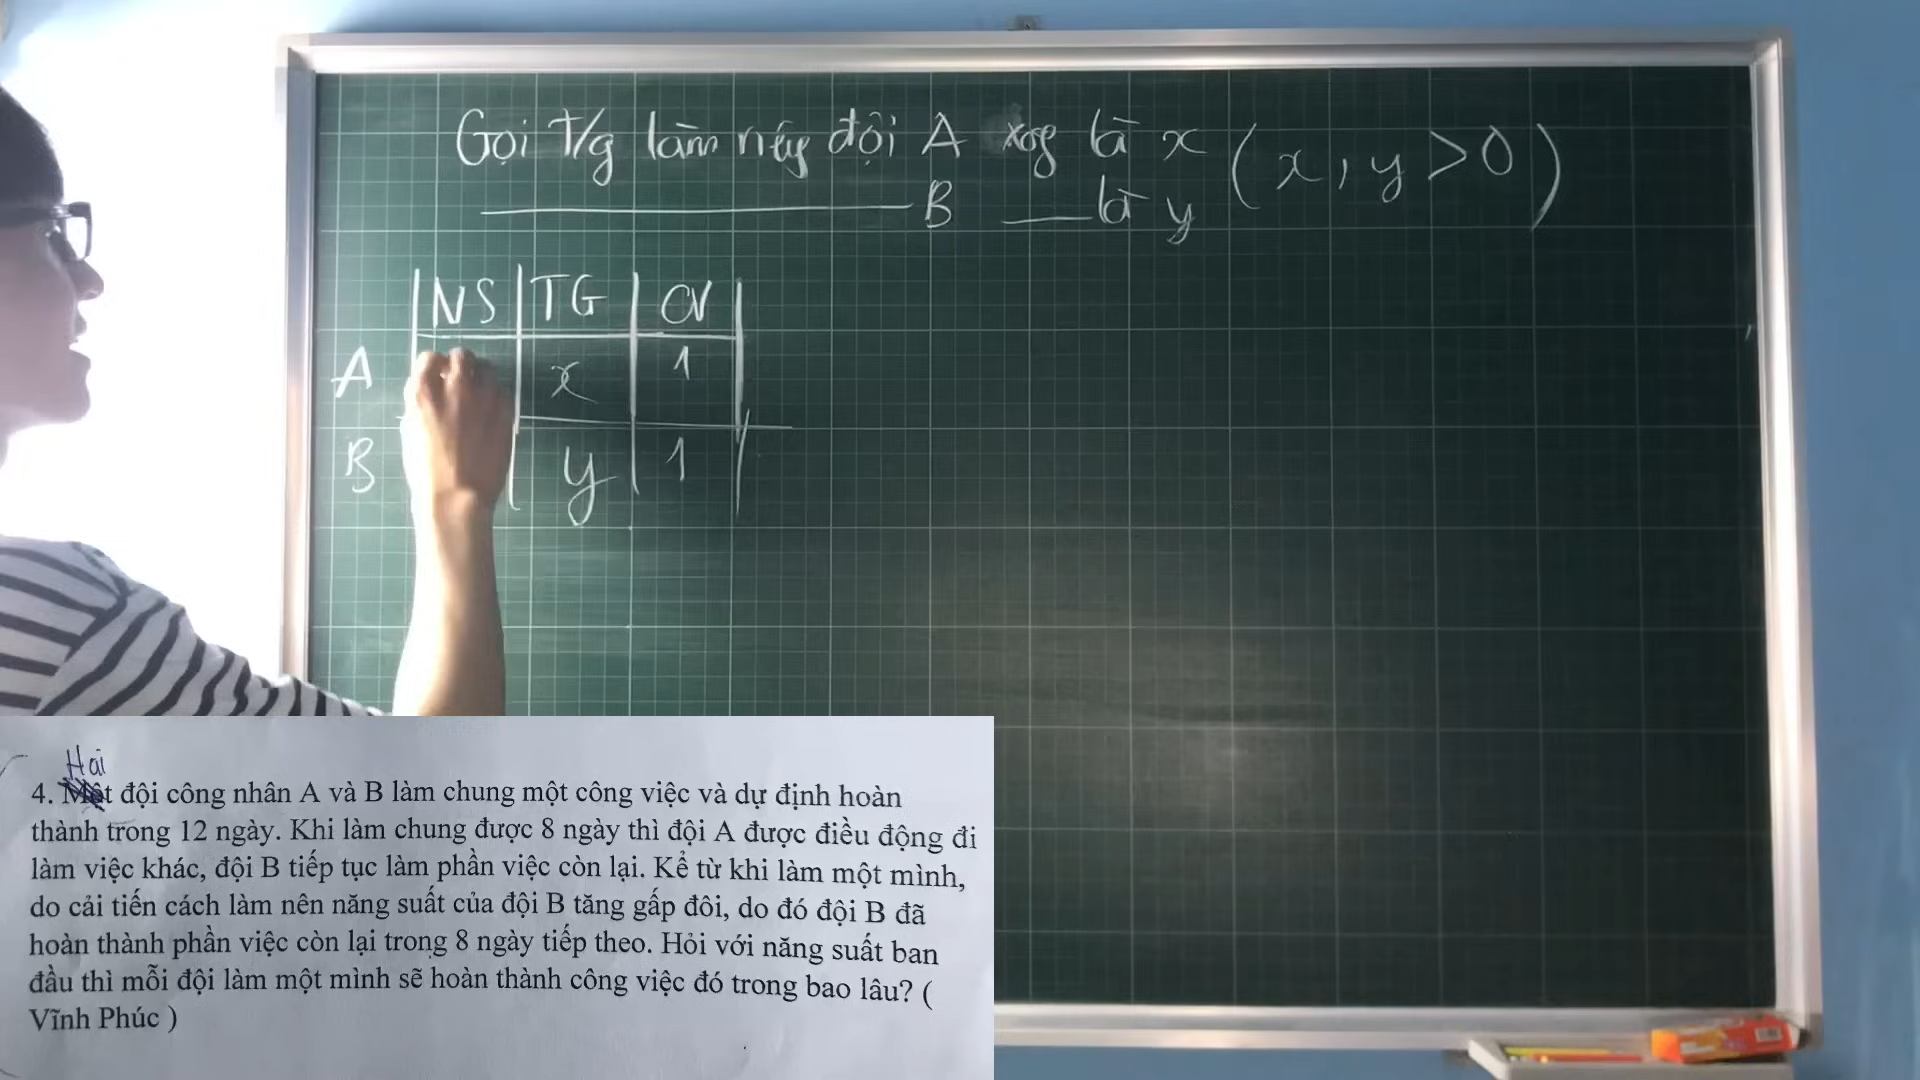 Gọi T/g làm riêng đội A xog là x ( x, y > 0 )
B là y
NS TG CV
A x 1
B y 1
Hai
4. Một đội công nhân A và B làm chung một công việc và dự định hoàn
thành trong 12 ngày. Khi làm chung được 8 ngày thì đội A được điều động đi
làm việc khác, đội B tiếp tục làm phần việc còn lại. Kể từ khi làm một mình,
do cải tiến cách làm nên năng suất của đội B tăng gấp đôi, do đó đội B đã
hoàn thành phần việc còn lại trong 8 ngày tiếp theo. Hỏi với năng suất ban
đầu thì mỗi đội làm một mình sẽ hoàn thành công việc đó trong bao lâu? (
Vĩnh Phúc )